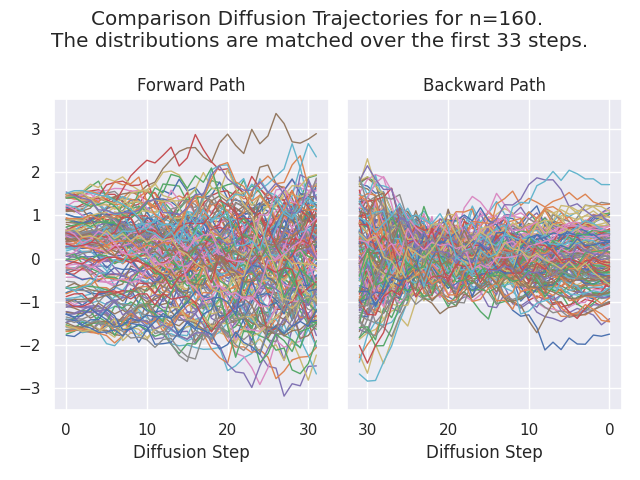 Comparison Diffusion Trajectories for n=160.
The distributions are matched over the first 33 steps.
Forward Path
Backward Path
3
2
1
0
−1
−2
−3
0 10 20 30
30 20 10 0
Diffusion Step
Diffusion Step